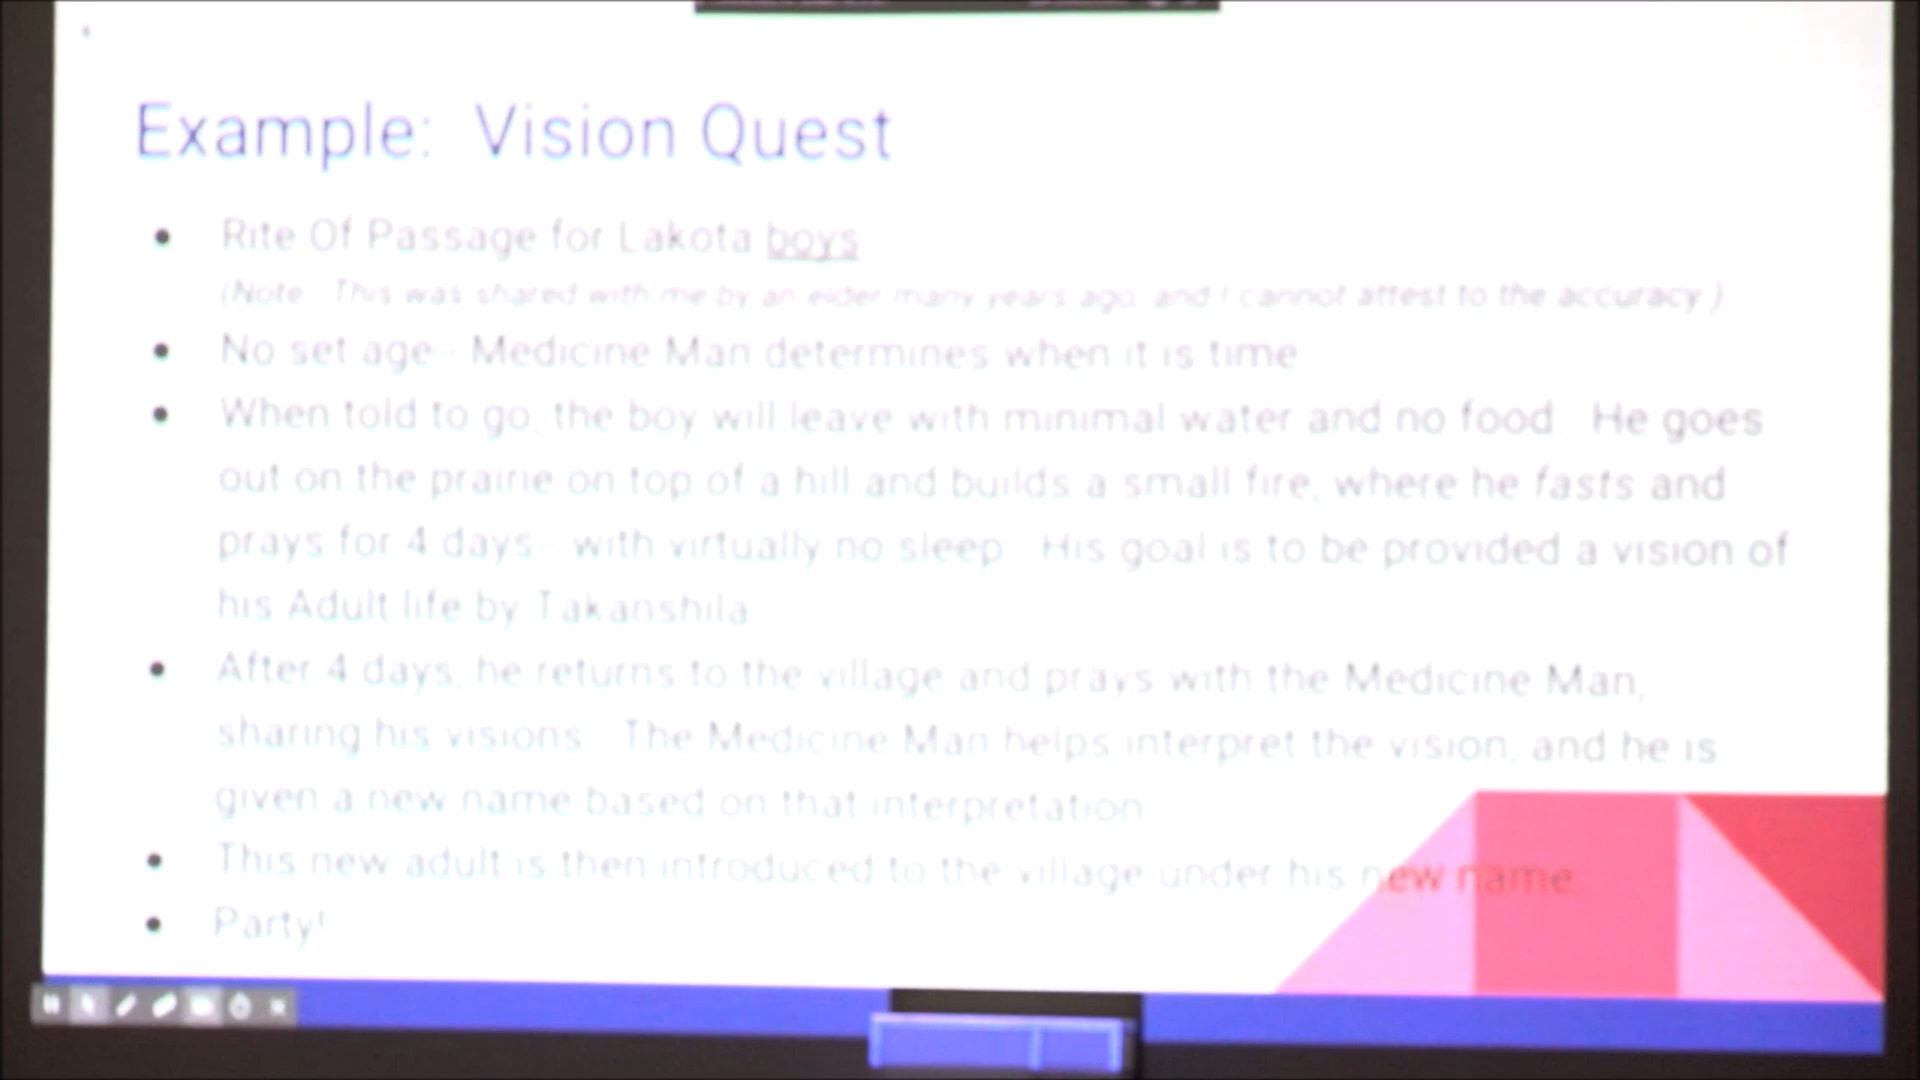 Example: Vision Quest
• Rite Of Passage for Lakota boys
(Note: This was shared with me by an elder many years ago, and I cannot attest to the accuracy.)
• No set age-- Medicine Man determines when it is time
• When told to go, the boy will leave with minimal water and no food. He goes
out on the prairie on top of a hill and builds a small fire, where he fasts and
prays for 4 days-- with virtually no sleep. His goal is to be provided a vision of
his Adult life by Takanshila
• After 4 days, he returns to the village and prays with the Medicine Man,
sharing his visions. The Medicine Man helps interpret the vision, and he is
given a new name based on that interpretation
• This new adult is then introduced to the village under his new name.
• Party!